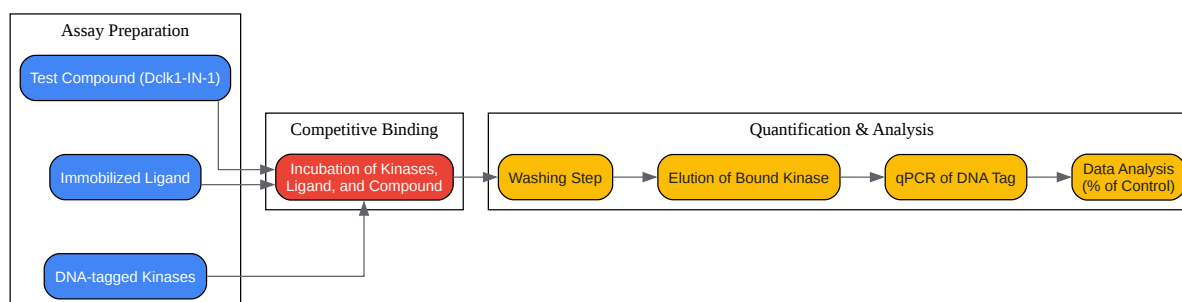 Assay Preparation
Test Compound (Dclk1-IN-1)
Immobilized Ligand
DNA-tagged Kinases
Competitive Binding
Incubation of Kinases,
Ligand, and Compound
Quantification & Analysis
Washing Step
Elution of Bound Kinase
qPCR of DNA Tag
Data Analysis
(% of Control)